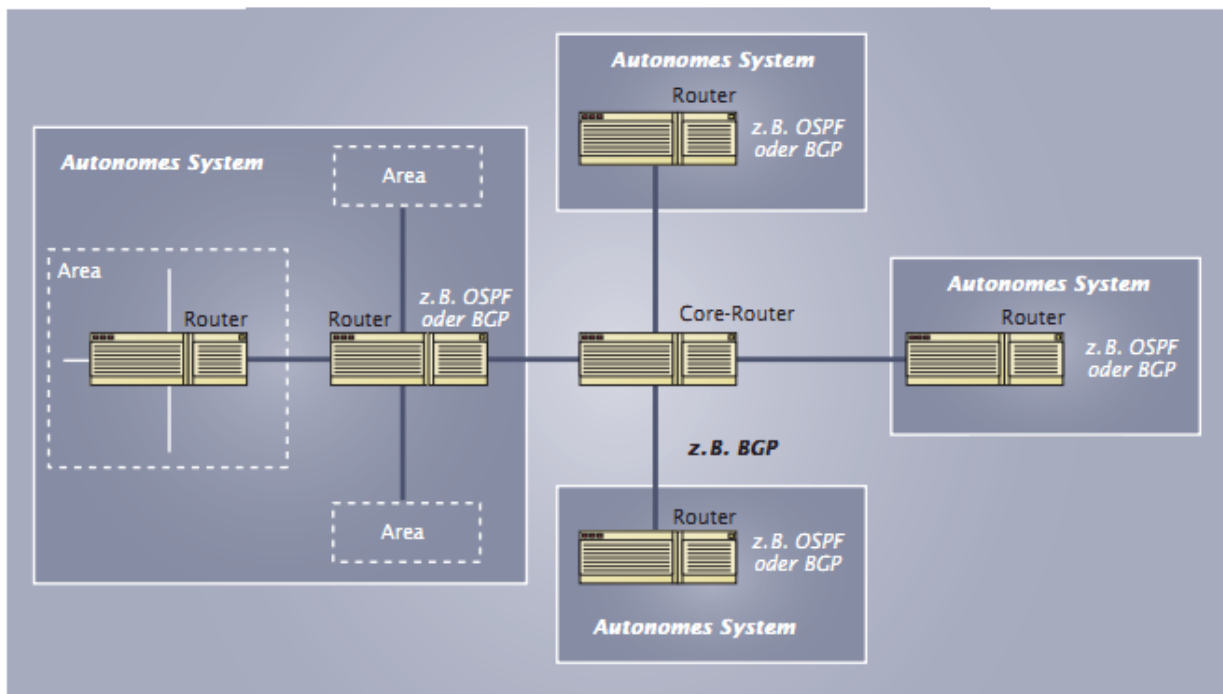 Autonomes System
Router
z.B. OSPF
oder BGP
Autonomes System
Area
Area
Router
Router
z.B. OSPF
oder BGP
Area
Core-Router
z.B. BGP
Autonomes System
Router
z.B. OSPF
oder BGP
Router
z.B. OSPF
oder BGP
Autonomes System